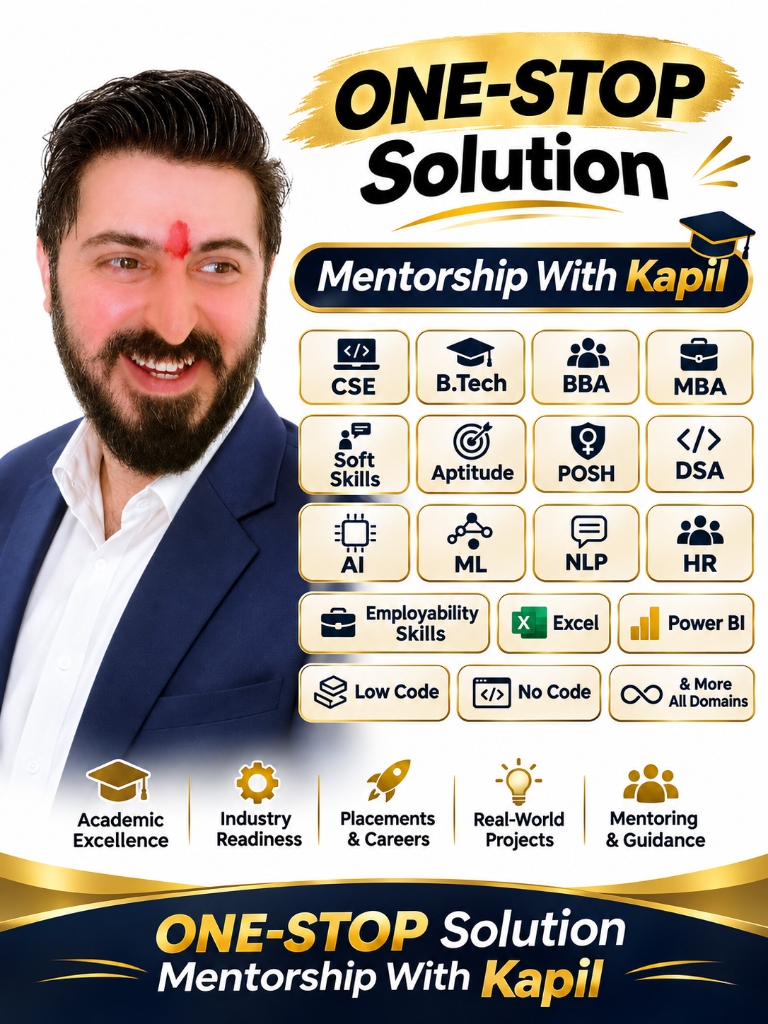 ONE-STOP
Solution
Mentorship With Kapil
</>
CSE
B.Tech
BBA
MBA
Soft
Skills
Aptitude
POSH
</>
DSA
AI
ML
NLP
HR
Employability
Skills
X
Excel
Power BI
Low Code
</>
No Code
& More
All Domains
Academic
Excellence
Industry
Readiness
Placements
& Careers
Real-World
Projects
Mentoring
& Guidance
ONE-STOP Solution
Mentorship With Kapil